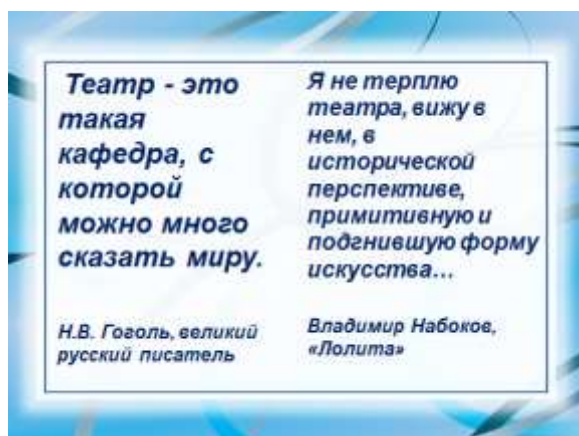 Театр - это
такая
кафедра, с
которой
можно много
сказать миру.
Н.В. Гоголь, великий
русский писатель
Я не терплю
театра, вижу в
нем, в
исторической
перспективе,
примитивную и
подгнившую форму
искусства...
Владимир Набоков,
«Лолита»